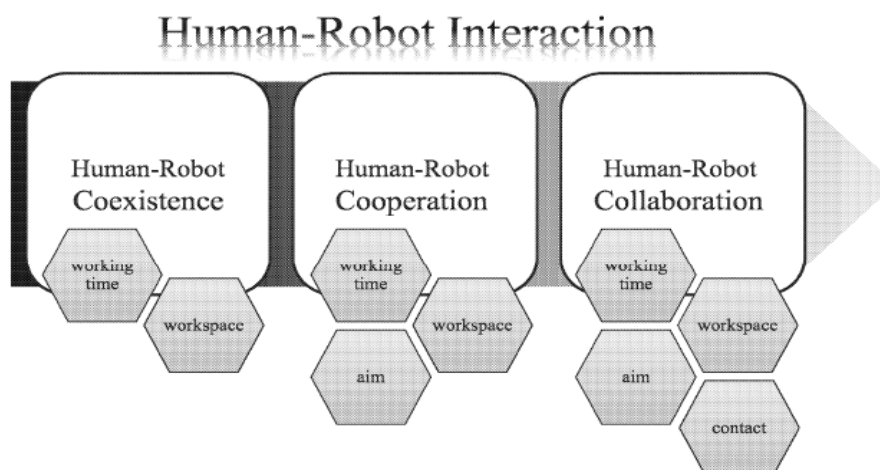 Human-Robot Interaction
Human-Robot
Coexistence
working
time
workspace
Human-Robot
Cooperation
working
time
workspace
aim
Human-Robot
Collaboration
working
time
workspace
aim
contact